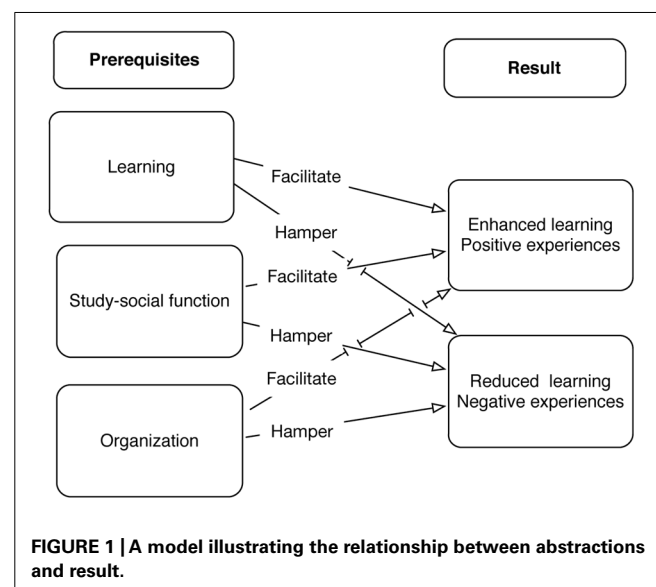 Prerequisites
Result
Learning
Facilitate
Hamper
Enhanced learning
Positive experiences
Study-social function
Facilitate
Hamper
Reduced learning
Negative experiences
Organization
Facilitate
Hamper
FIGURE 1 | A model illustrating the relationship between abstractions
and result.